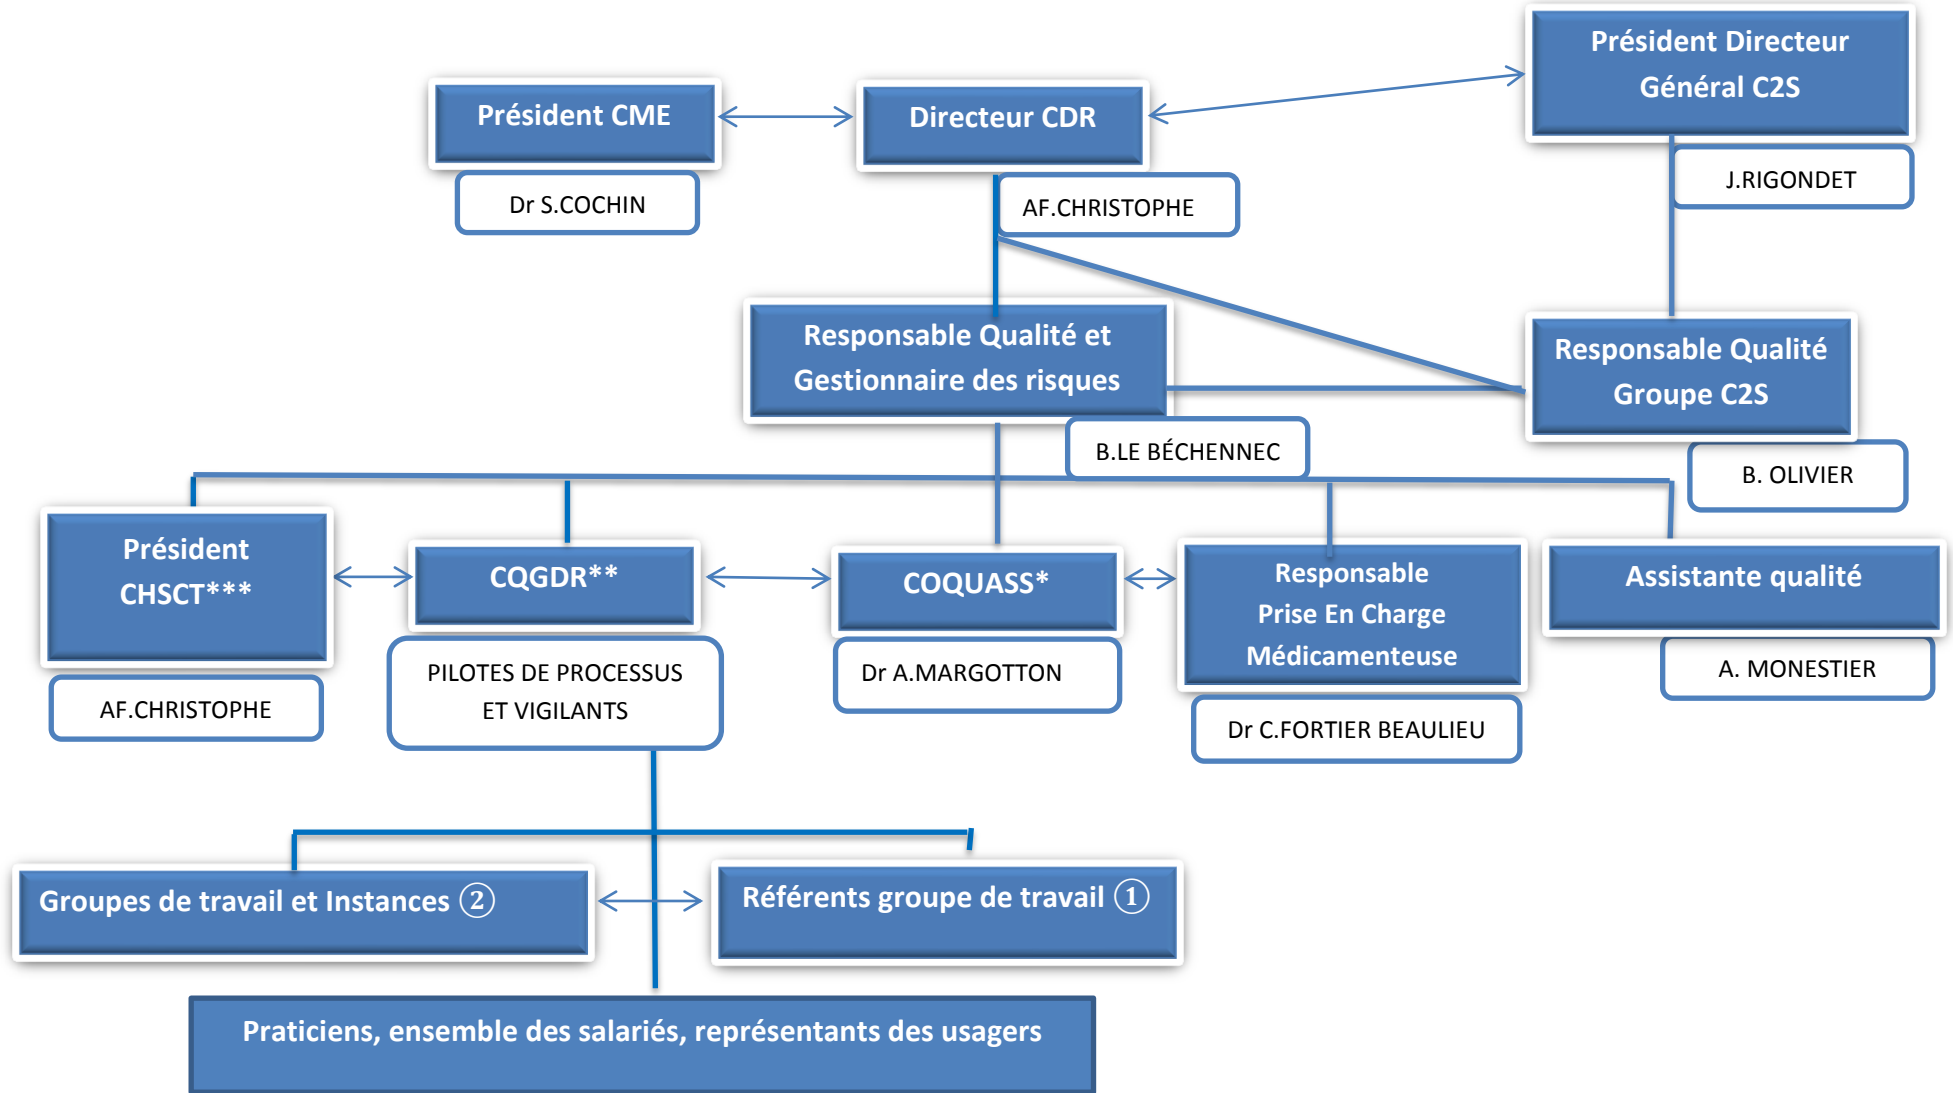 Président Directeur
Général C2S
J.RIGONDET
Président CME
Dr S.COCHIN
Directeur CDR
AF.CHRISTOPHE
Responsable Qualité et
Gestionnaire des risques
B.LE BÉCHENNEC
Responsable Qualité
Groupe C2S
B. OLIVIER
Président
CHSCT***
AF.CHRISTOPHE
CQGDR**
PILOTES DE PROCESSUS
ET VIGILANTS
COQUASS*
Dr A.MARGOTTON
Responsable
Prise En Charge
Médicamenteuse
Dr C.FORTIER BEAULIEU
Assistante qualité
A. MONESTIER
Groupes de travail et Instances ②
Référents groupe de travail ①
Praticiens, ensemble des salariés, représentants des usagers